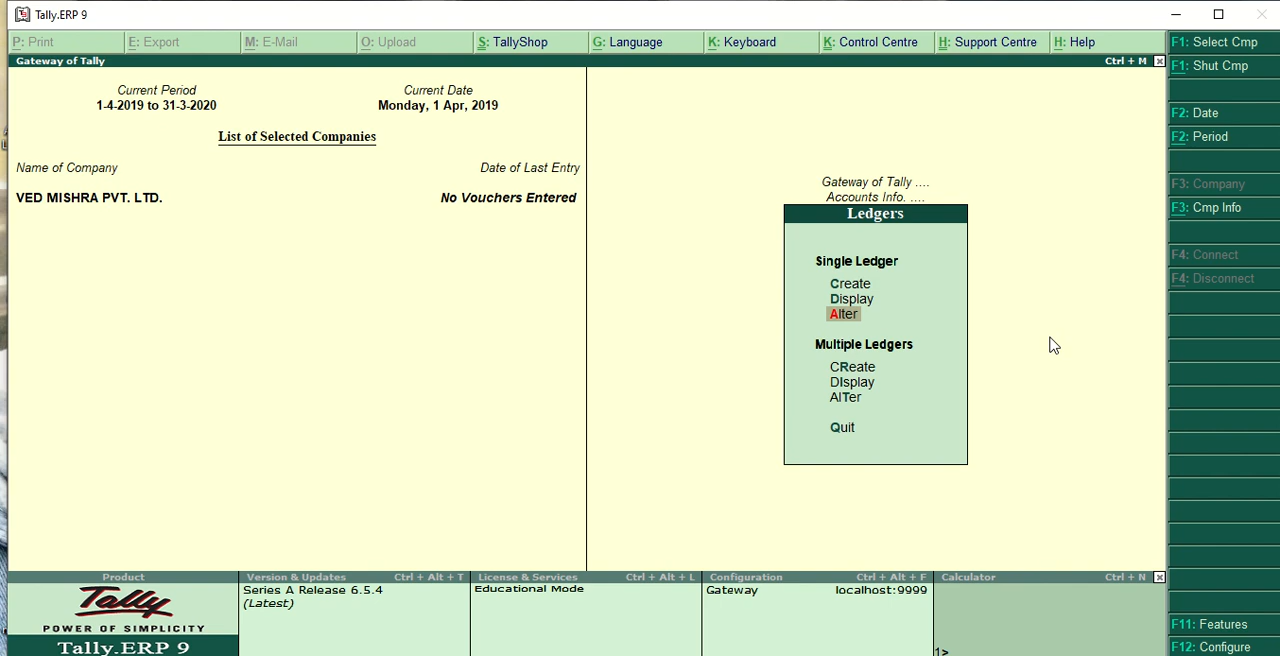 Tally.ERP 9
P: Print
E: Export
M: E-Mail
O: Upload
S: TallyShop
G: Language
K: Keyboard
K: Control Centre
H: Support Centre
H: Help
Gateway of Tally
Ctrl + M
Current Period
1-4-2019 to 31-3-2020
Current Date
Monday, 1 Apr, 2019
List of Selected Companies
Name of Company
Date of Last Entry
VED MISHRA PVT. LTD.
No Vouchers Entered
Gateway of Tally ....
Accounts Info. ....
Ledgers
Single Ledger
Create
Display
Alter
Multiple Ledgers
CReate
DIsplay
AlTer
Quit
F1: Select Cmp
F1: Shut Cmp
F2: Date
F2: Period
F3: Company
F3: Cmp Info
F4: Connect
F4: Disconnect
F11: Features
F12: Configure
Product
Tally
POWER OF SIMPLICITY
Tally.ERP 9
Version & Updates
Ctrl + Alt + T
Series A Release 6.5.4
(Latest)
License & Services
Ctrl + Alt + L
Educational Mode
Configuration
Ctrl + Alt + F
Gateway
localhost:9999
Calculator
Ctrl + N
1>